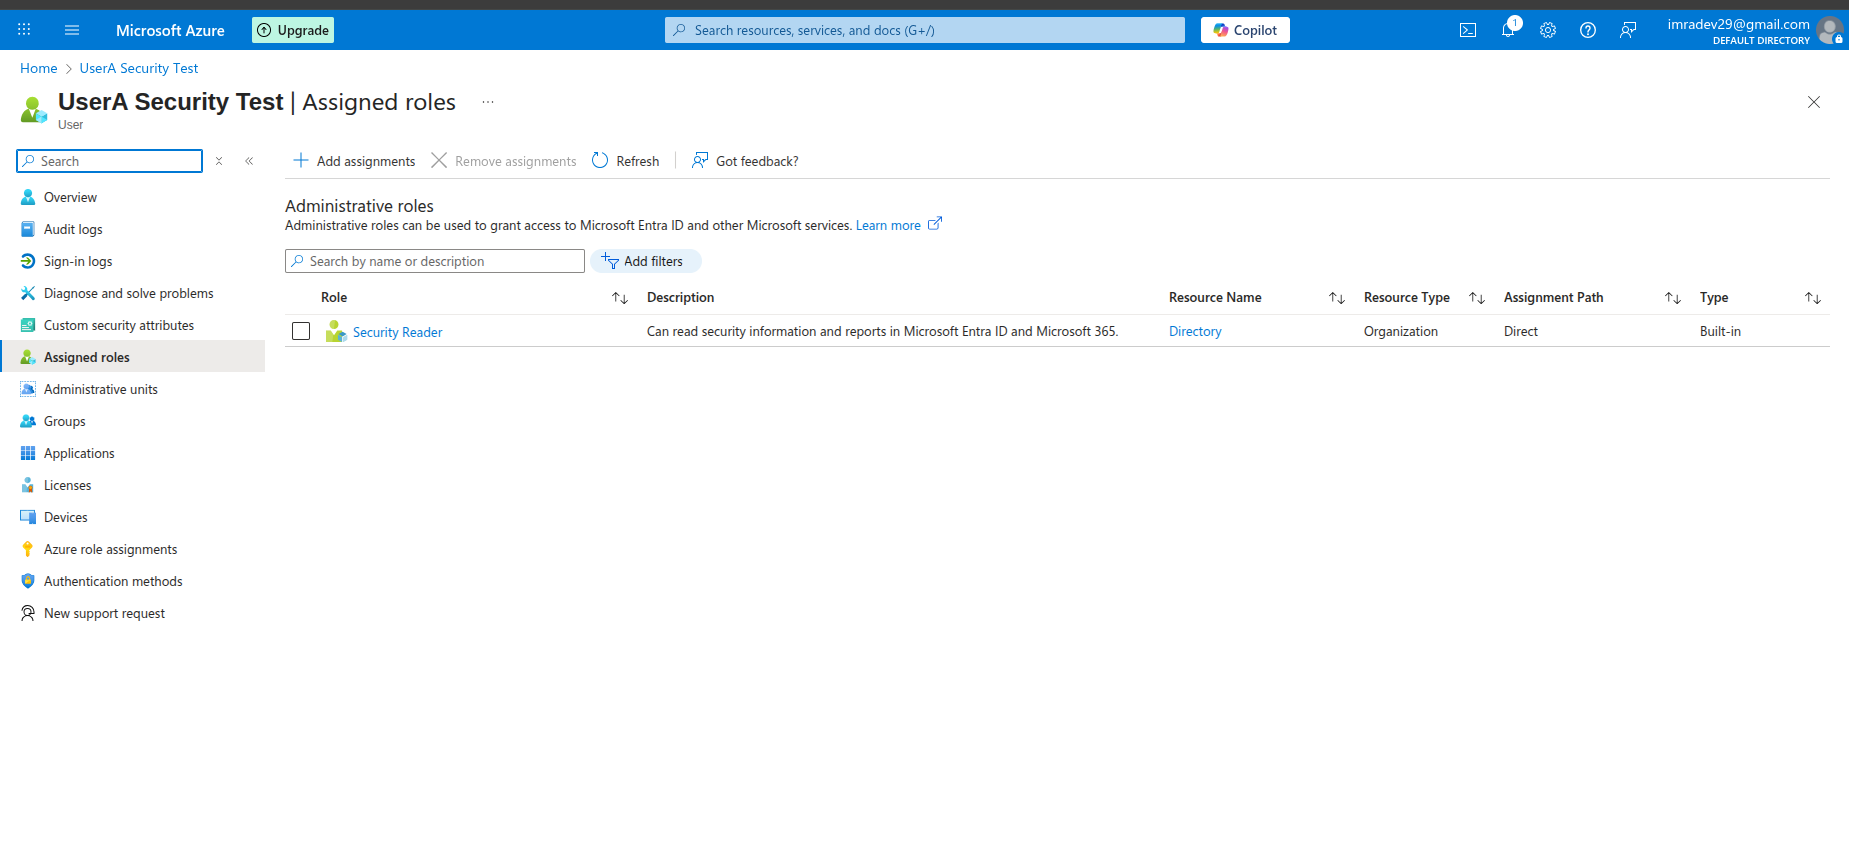 Microsoft Azure
Upgrade
Search resources, services, and docs (G+/)
Copilot
1
imradev29@gmail.com
DEFAULT DIRECTORY
Home > UserA Security Test
UserA Security Test | Assigned roles ...
User
Search
Overview
Audit logs
Sign-in logs
Diagnose and solve problems
Custom security attributes
Assigned roles
Administrative units
Groups
Applications
Licenses
Devices
Azure role assignments
Authentication methods
New support request
Add assignments Remove assignments Refresh Got feedback?
Administrative roles
Administrative roles can be used to grant access to Microsoft Entra ID and other Microsoft services. Learn more
Search by name or description Add filters
Role Description Resource Name Resource Type Assignment Path Type
Security Reader Can read security information and reports in Microsoft Entra ID and Microsoft 365. Directory Organization Direct Built-in